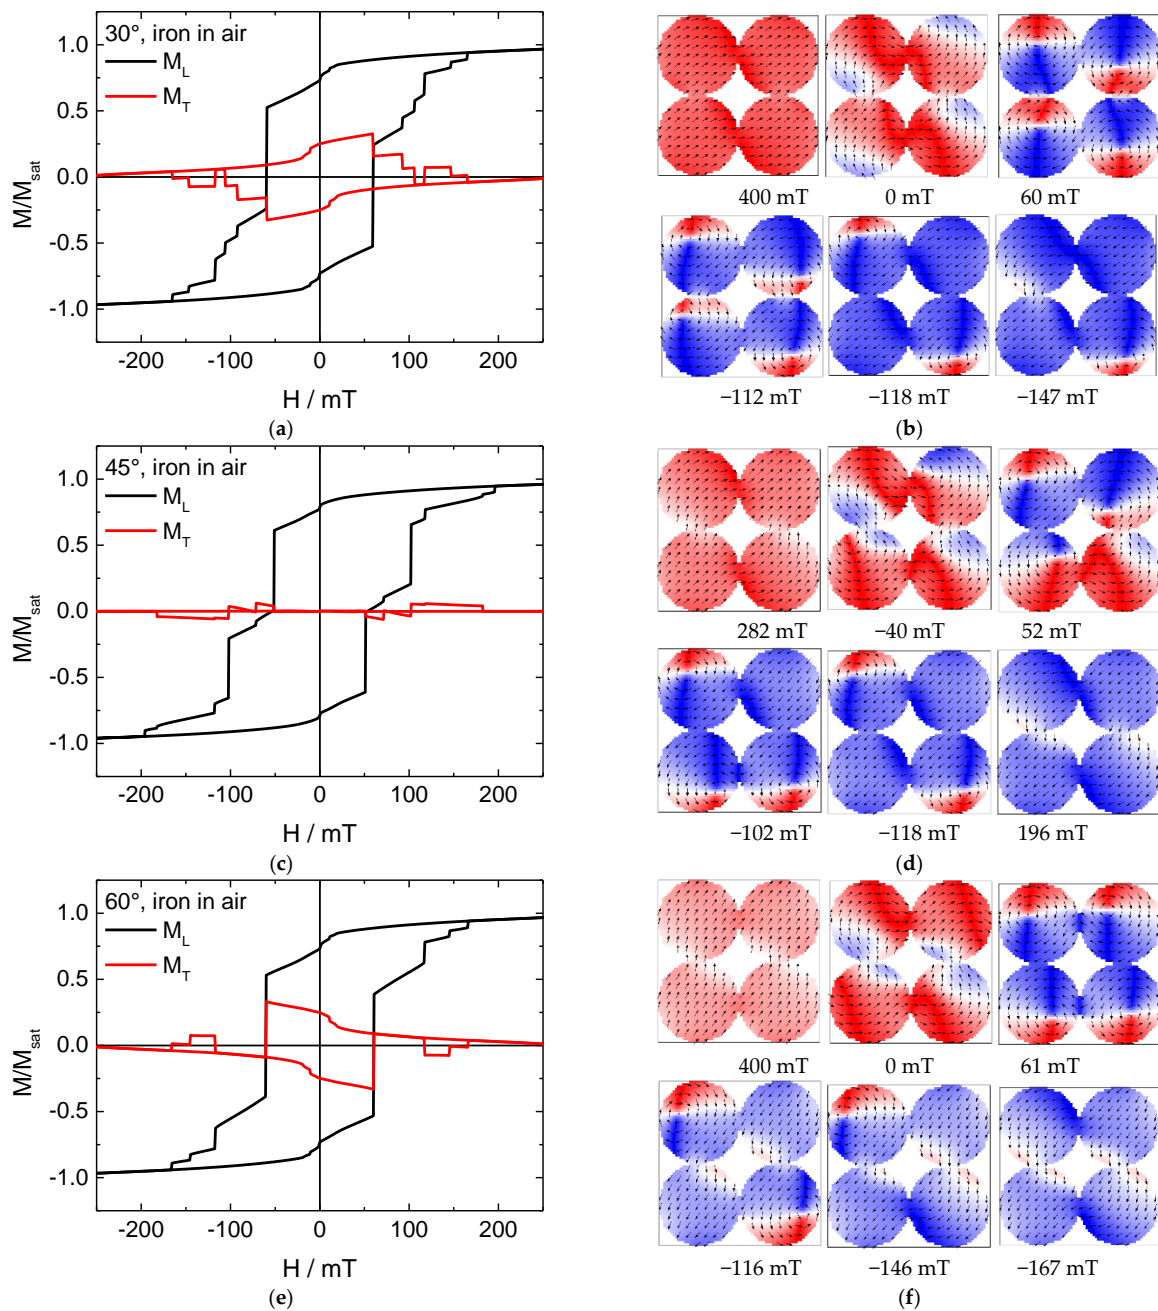 30°, iron in air
M_L
M_T
1.0
0.5
0.0
-0.5
-1.0
M/M_sat
-200 -100 0 100 200
H / mT
(a)
400 mT 0 mT 60 mT
−112 mT −118 mT −147 mT
(b)
45°, iron in air
M_L
M_T
1.0
0.5
0.0
-0.5
-1.0
M/M_sat
-200 -100 0 100 200
H / mT
(c)
282 mT −40 mT 52 mT
−102 mT −118 mT 196 mT
(d)
60°, iron in air
M_L
M_T
1.0
0.5
0.0
-0.5
-1.0
M/M_sat
-200 -100 0 100 200
H / mT
(e)
400 mT 0 mT 61 mT
−116 mT −146 mT −167 mT
(f)